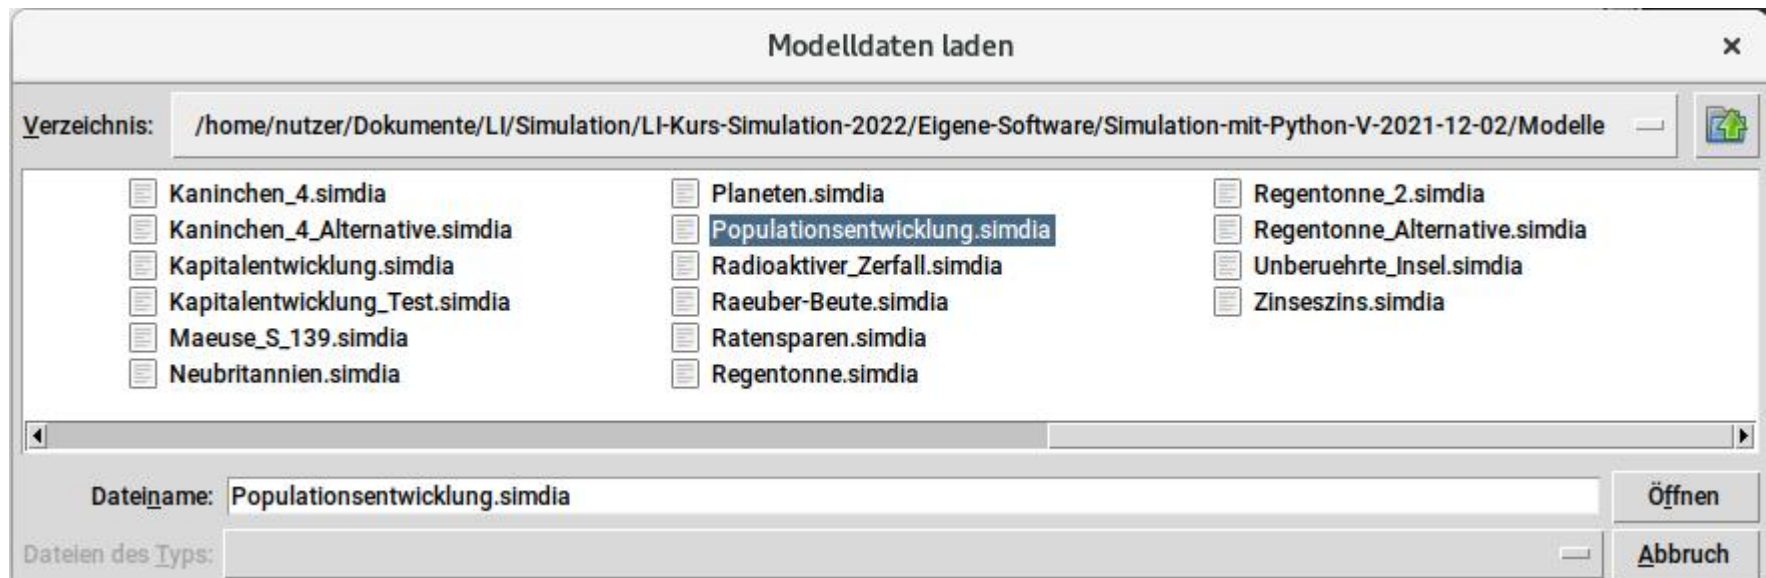 Modelldaten laden
Verzeichnis: /home/nutzer/Dokumente/LI/Simulation/LI-Kurs-Simulation-2022/Eigene-Software/Simulation-mit-Python-V-2021-12-02/Modelle
Kaninchen_4.simdia
Kaninchen_4_Alternative.simdia
Kapitalentwicklung.simdia
Kapitalentwicklung_Test.simdia
Maeuse_S_139.simdia
Neubritannien.simdia
Planeten.simdia
Populationsentwicklung.simdia
Radioaktiver_Zerfall.simdia
Raeuber-Beute.simdia
Ratensparen.simdia
Regentonne.simdia
Regentonne_2.simdia
Regentonne_Alternative.simdia
Unberuehrte_Insel.simdia
Zinseszins.simdia
Dateiname: Populationsentwicklung.simdia Öffnen
Dateien des Typs: Abbruch